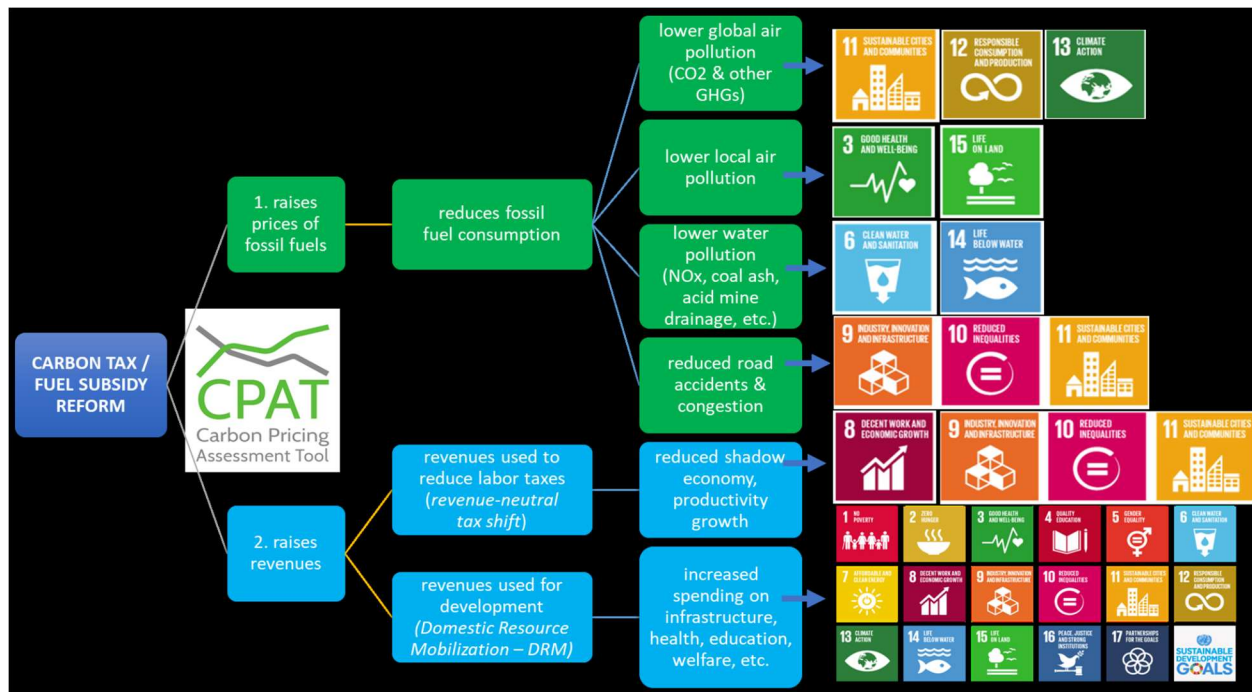 CARBON TAX /
FUEL SUBSIDY
REFORM
CPAT
Carbon Pricing
Assessment Tool
1. raises
prices of
fossil fuels
reduces fossil
fuel consumption
lower global air
pollution
(CO2 & other
GHGs)
11 SUSTAINABLE CITIES
AND COMMUNITIES
12 RESPONSIBLE
CONSUMPTION
AND PRODUCTION
13 CLIMATE
ACTION
lower local air
pollution
3 GOOD HEALTH
AND WELL-BEING
15 LIFE
ON LAND
lower water
pollution
(NOx, coal ash,
acid mine
drainage, etc.)
6 CLEAN WATER
AND SANITATION
14 LIFE
BELOW WATER
reduced road
accidents &
congestion
9 INDUSTRY, INNOVATION
AND INFRASTRUCTURE
10 REDUCED
INEQUALITIES
11 SUSTAINABLE CITIES
AND COMMUNITIES
2. raises
revenues
revenues used to
reduce labor taxes
(revenue-neutral
tax shift)
reduced shadow
economy,
productivity
growth
8 DECENT WORK AND
ECONOMIC GROWTH
9 INDUSTRY, INNOVATION
AND INFRASTRUCTURE
10 REDUCED
INEQUALITIES
11 SUSTAINABLE CITIES
AND COMMUNITIES
revenues used for
development
(Domestic Resource
Mobilization – DRM)
increased
spending on
infrastructure,
health, education,
welfare, etc.
1 NO
POVERTY
2 ZERO
HUNGER
3 GOOD HEALTH
AND WELL-BEING
4 QUALITY
EDUCATION
5 GENDER
EQUALITY
6 CLEAN WATER
AND SANITATION
7 AFFORDABLE AND
CLEAN ENERGY
8 DECENT WORK AND
ECONOMIC GROWTH
9 INDUSTRY, INNOVATION
AND INFRASTRUCTURE
10 REDUCED
INEQUALITIES
11 SUSTAINABLE CITIES
AND COMMUNITIES
12 RESPONSIBLE
CONSUMPTION
AND PRODUCTION
13 CLIMATE
ACTION
14 LIFE
BELOW WATER
15 LIFE
ON LAND
16 PEACE, JUSTICE
AND STRONG
INSTITUTIONS
17 PARTNERSHIPS
FOR THE GOALS
SUSTAINABLE
DEVELOPMENT
GOALS